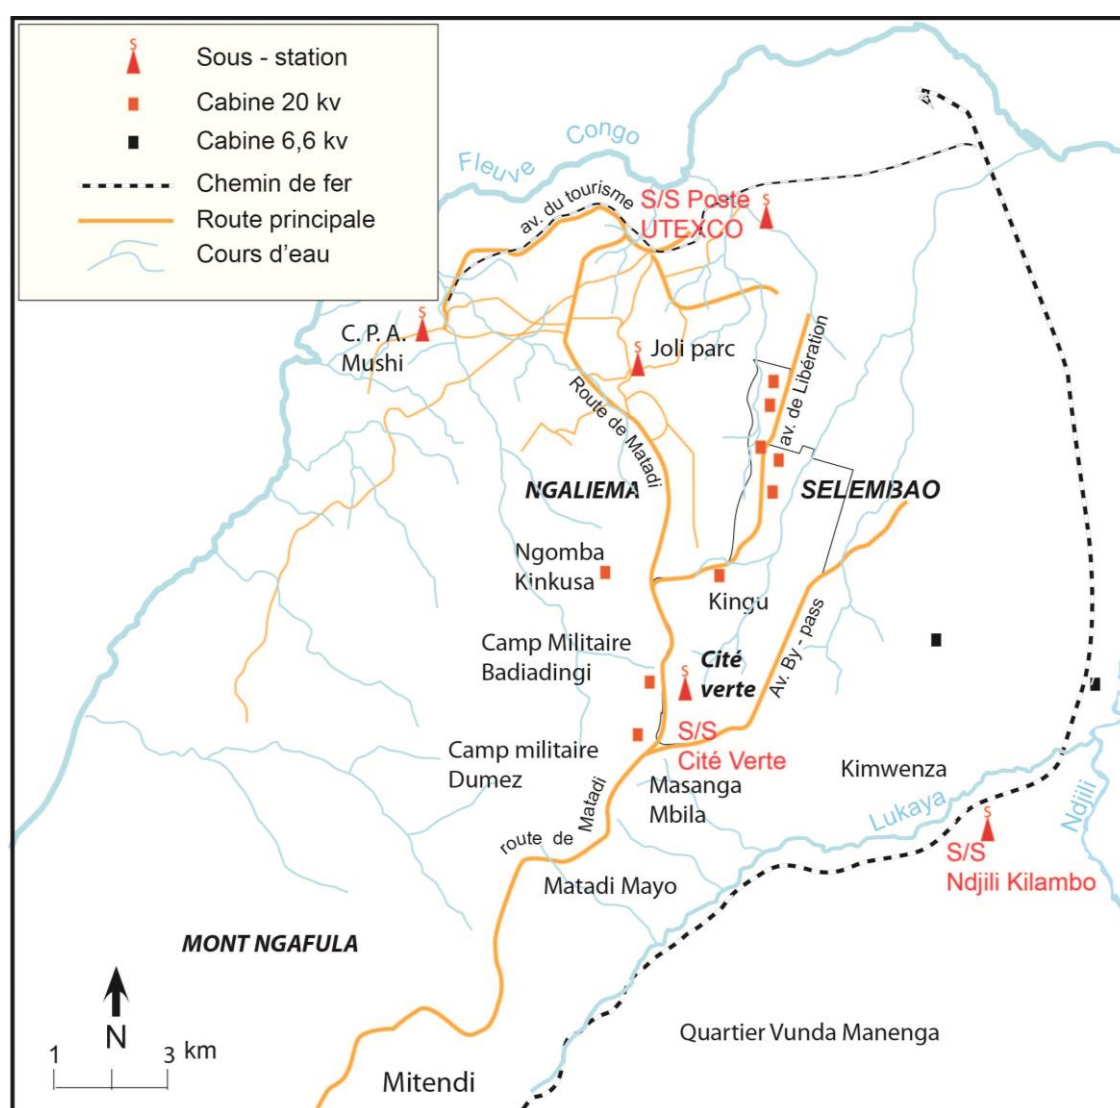 S
Sous - station
Cabine 20 kv
Cabine 6,6 kv
Chemin de fer
Route principale
Cours d'eau
Fleuve Congo
av. du tourisme
S/S Poste
UTEXCO
S
S
C. P. A.
Mushi
S
Joli parc
av. de Libération
Route de Matadi
NGALIEMA
SELEMBAO
Ngomba
Kinkusa
Kingu
Av. By - pass
Camp Militaire
Badiadingi
S
Cité
verte
S/S
Cité Verte
Camp militaire
Dumez
Masanga
Mbila
Kimwenza
Lukaya
Ndjili
route de Matadi
S
S/S
Ndjili Kilambo
Matadi Mayo
MONT NGAFULA
N
1 3 km
Quartier Vunda Manenga
Mitendi